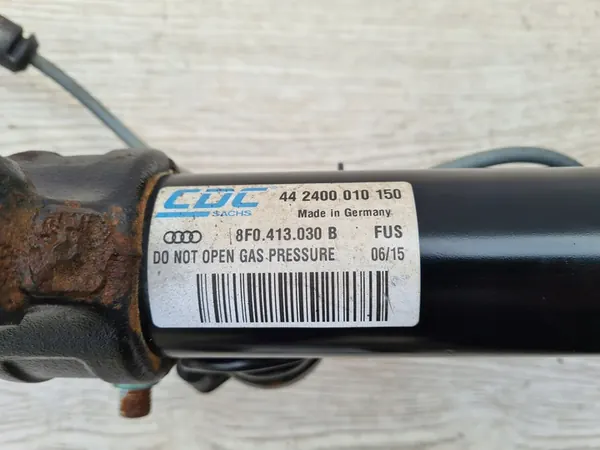 CDC 44 2400 010 150
SACHS Made in Germany
8F0.413.030 B FUS
DO NOT OPEN GAS PRESSURE 06/15